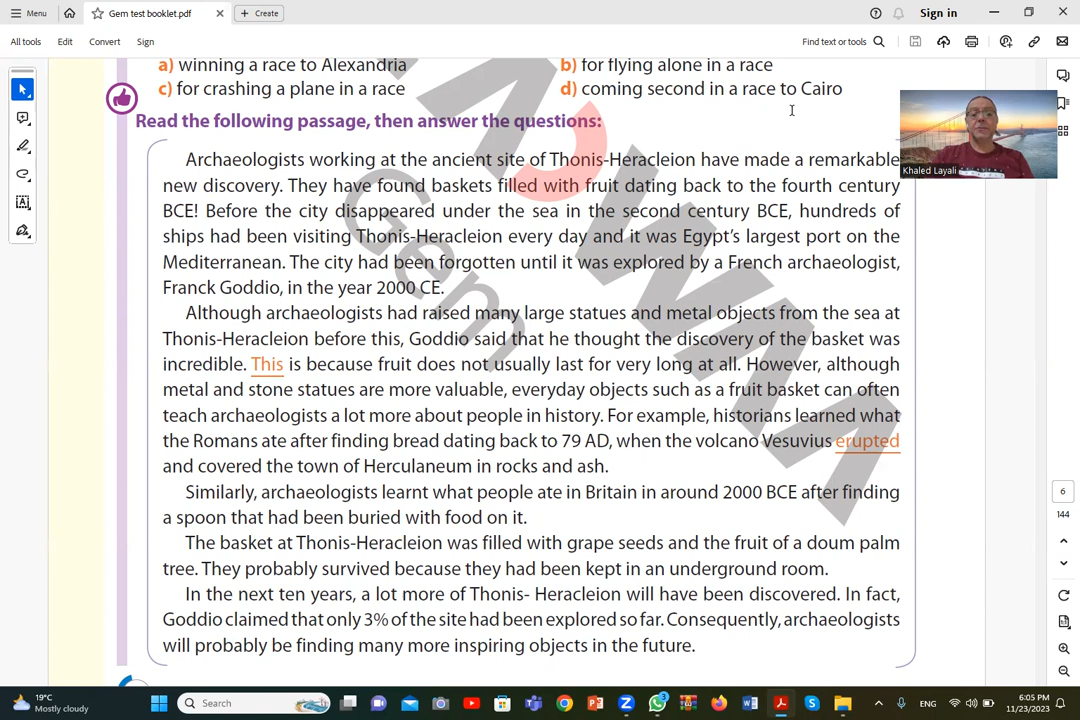 Menu
Gem test booklet.pdf
Create
Sign in
All tools
Edit
Convert
Sign
Find text or tools
a) winning a race to Alexandria
b) for flying alone in a race
c) for crashing a plane in a race
d) coming second in a race to Cairo
Khaled Layali
Read the following passage, then answer the questions:
Archaeologists working at the ancient site of Thonis-Heracleion have made a remarkable
new discovery. They have found baskets filled with fruit dating back to the fourth century
BCE! Before the city disappeared under the sea in the second century BCE, hundreds of
ships had been visiting Thonis-Heracleion every day and it was Egypt's largest port on the
Mediterranean. The city had been forgotten until it was explored by a French archaeologist,
Franck Goddio, in the year 2000 CE.
Although archaeologists had raised many large statues and metal objects from the sea at
Thonis-Heracleion before this, Goddio said that he thought the discovery of the basket was
incredible. This is because fruit does not usually last for very long at all. However, although
metal and stone statues are more valuable, everyday objects such as a fruit basket can often
teach archaeologists a lot more about people in history. For example, historians learned what
the Romans ate after finding bread dating back to 79 AD, when the volcano Vesuvius erupted
and covered the town of Herculaneum in rocks and ash.
Similarly, archaeologists learnt what people ate in Britain in around 2000 BCE after finding
a spoon that had been buried with food on it.
The basket at Thonis-Heracleion was filled with grape seeds and the fruit of a doum palm
tree. They probably survived because they had been kept in an underground room.
In the next ten years, a lot more of Thonis- Heracleion will have been discovered. In fact,
Goddio claimed that only 3% of the site had been explored so far. Consequently, archaeologists
will probably be finding many more inspiring objects in the future.
Gem
6
144
19°C
Mostly cloudy
Search
3
ENG
6:05 PM
11/23/2023